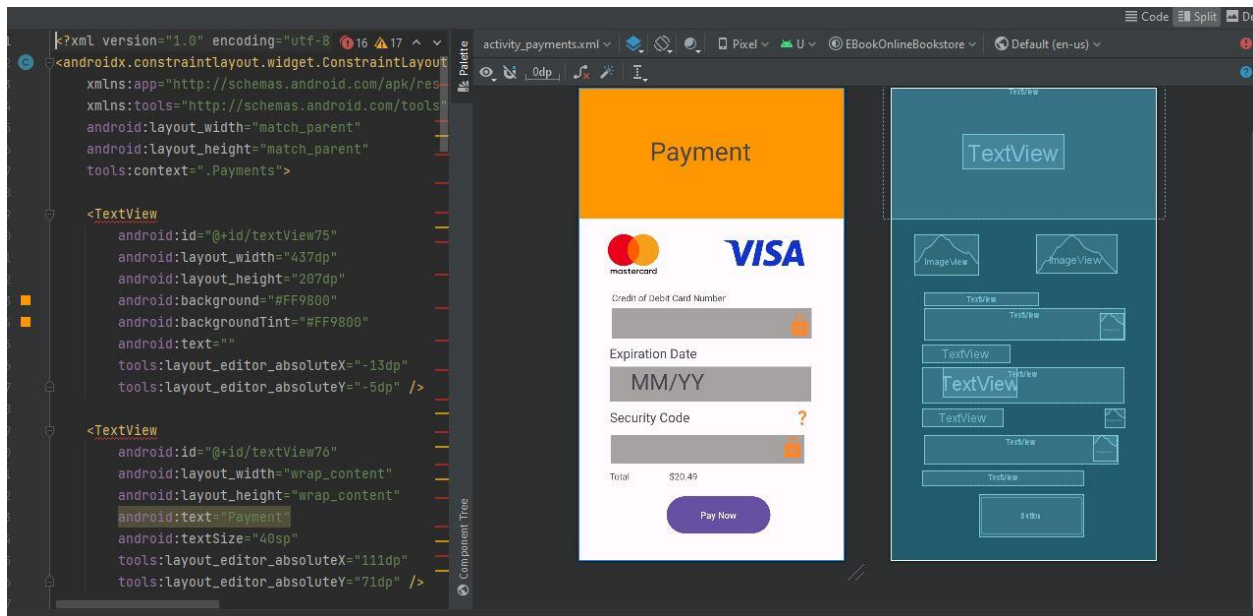 Code Split
<?xml version="1.0" encoding="utf-8 16 17
<androidx.constraintlayout.widget.ConstraintLayout
xmlns:app="http://schemas.android.com/apk/res
xmlns:tools="http://schemas.android.com/tools"
android:layout_width="match_parent"
android:layout_height="match_parent"
tools:context=".Payments">
<TextView
android:id="@+id/textView75"
android:layout_width="437dp"
android:layout_height="207dp"
android:background="#FF9800"
android:backgroundTint="#FF9800"
android:text=""
tools:layout_editor_absoluteX="-13dp"
tools:layout_editor_absoluteY="-5dp" />
<TextView
android:id="@+id/textView76"
android:layout_width="wrap_content"
android:layout_height="wrap_content"
android:text="Payment"
android:textSize="40sp"
tools:layout_editor_absoluteX="111dp"
tools:layout_editor_absoluteY="71dp" />
Palette
Component Tree
activity_payments.xml Pixel U EBookOnlineBookstore Default (en-us)
0dp
Payment
mastercard VISA
Credit of Debit Card Number
Expiration Date
MM/YY
Security Code ?
Total $20.49
Pay Now
TextView
TextView
ImageView ImageView
TextView
TextView
TextView
TextView
TextView
TextView
TextView
TextView
Button